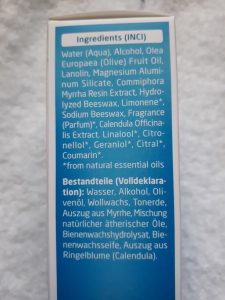 Ingredients (INCI)
Water (Aqua), Alcohol, Olea
Europaea (Olive) Fruit Oil,
Lanolin, Magnesium Alumi-
num Silicate, Commiphora
Myrrha Resin Extract, Hydro-
lyzed Beeswax, Limonene*,
Sodium Beeswax, Fragrance
(Parfum)*, Calendula Officina-
lis Extract, Linalool*, Citro-
nellol*, Geraniol*, Citral*,
Coumarin*.
*from natural essential oils
Bestandteile (Volldeklara-
tion): Wasser, Alkohol, Oli-
venöl, Wollwachs, Tonerde,
Auszug aus Myrrhe, Mischung
natürlicher ätherischer Öle,
Bienenwachshydrolysat, Bie-
nenwachsseife, Auszug aus
Ringelblume (Calendula).